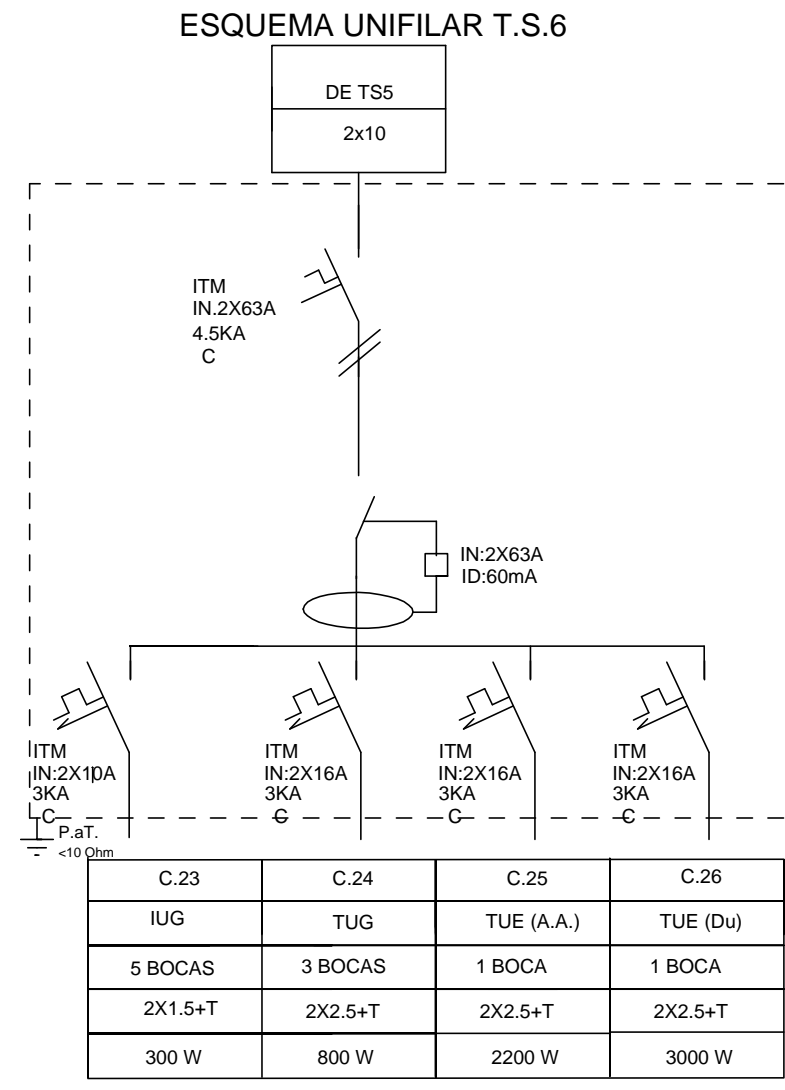 ESQUEMA UNIFILAR T.S.6
DE TS5
2x10
ITM
IN.2X63A
4.5KA
C
IN:2X63A
ID:60mA
ITM
IN:2X10A
3KA
C
ITM
IN:2X16A
3KA
C
ITM
IN:2X16A
3KA
C
ITM
IN:2X16A
3KA
C
P.aT.
<10 Ohm
C.23 C.24 C.25 C.26
IUG TUG TUE (A.A.) TUE (Du)
5 BOCAS 3 BOCAS 1 BOCA 1 BOCA
2X1.5+T 2X2.5+T 2X2.5+T 2X2.5+T
300 W 800 W 2200 W 3000 W